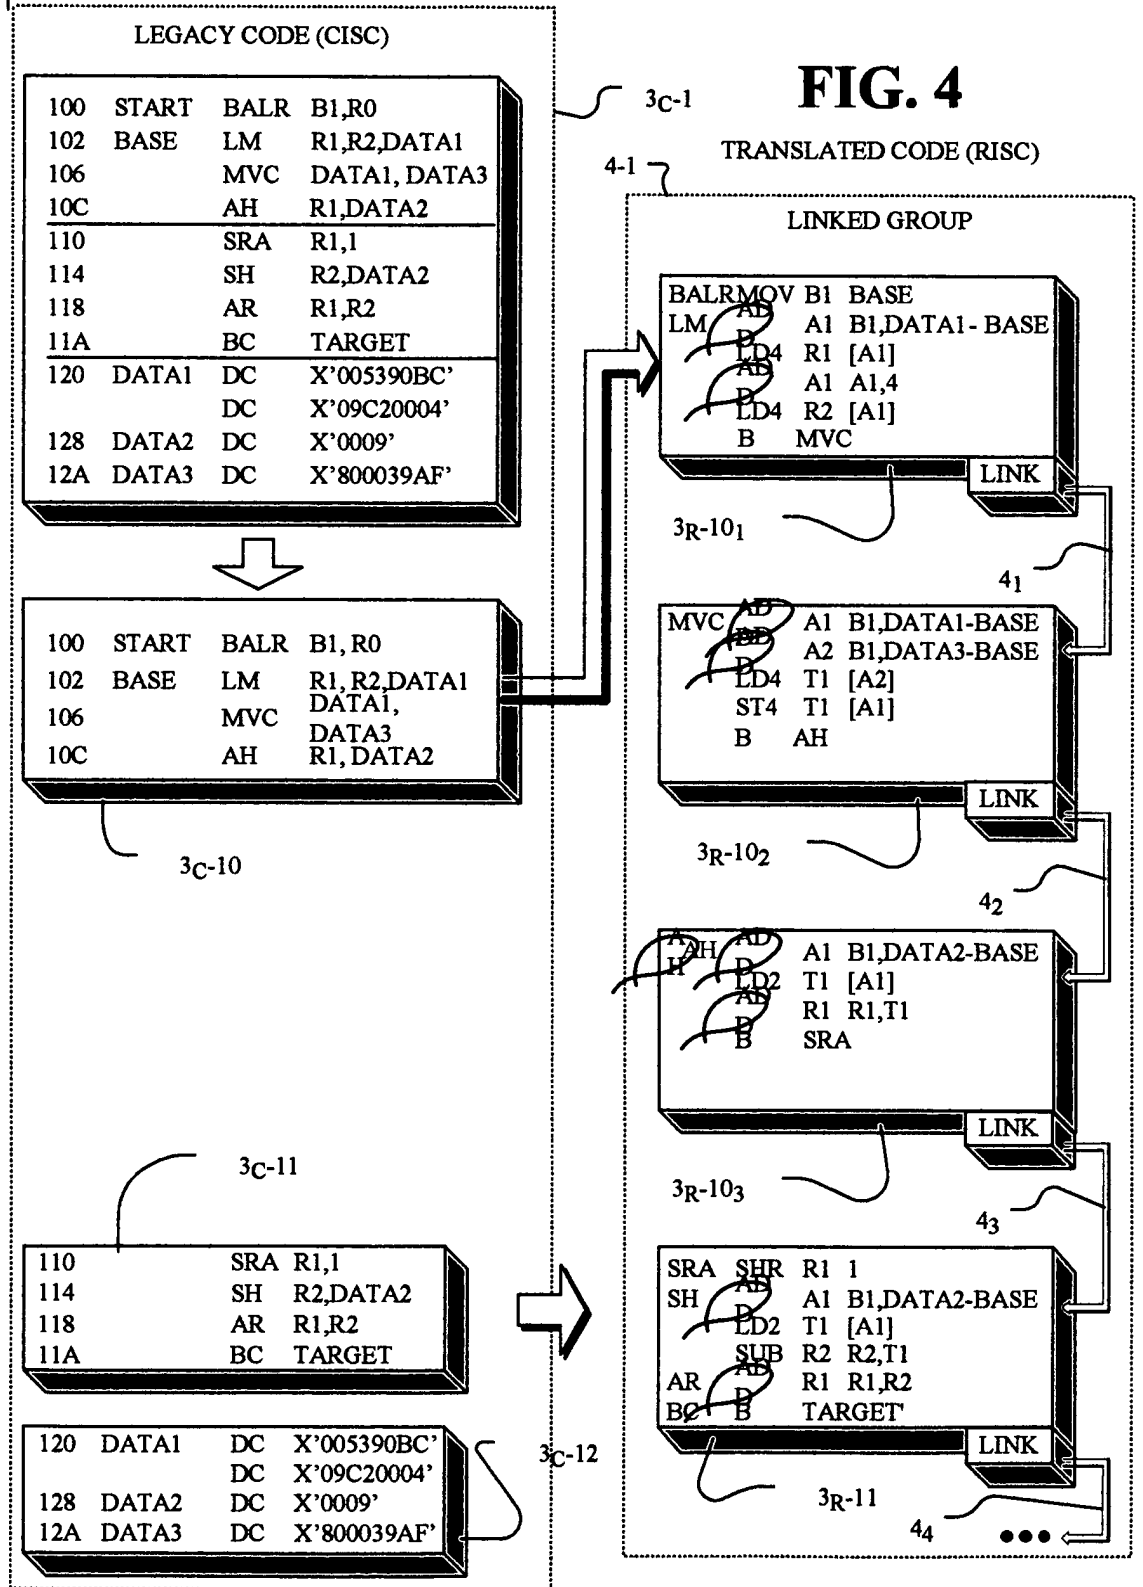 LEGACY CODE (CISC)
100 START BALR B1,R0
102 BASE LM R1,R2,DATA1
106 MVC DATA1, DATA3
10C AH R1,DATA2
110 SRA R1,1
114 SH R2,DATA2
118 AR R1,R2
11A BC TARGET
120 DATA1 DC X'005390BC'
DC X'09C20004'
128 DATA2 DC X'0009'
12A DATA3 DC X'800039AF'
3C-1
100 START BALR B1, R0
102 BASE LM R1, R2,DATA1
106 MVC DATA1,
DATA3
10C AH R1, DATA2
3C-10
3C-11
110 SRA R1,1
114 SH R2,DATA2
118 AR R1,R2
11A BC TARGET
120 DATA1 DC X'005390BC'
DC X'09C20004'
128 DATA2 DC X'0009'
12A DATA3 DC X'800039AF'
3C-12
FIG. 4
TRANSLATED CODE (RISC)
4-1
LINKED GROUP
BALR MOV B1 BASE
LM ADD A1 B1,DATA1- BASE
LD4 R1 [A1]
ADD A1 A1,4
LD4 R2 [A1]
B MVC
LINK
3R-101
41
MVC ADD A1 B1,DATA1-BASE
ADD A2 B1,DATA3-BASE
LD4 T1 [A2]
ST4 T1 [A1]
B AH
LINK
3R-102
42
AH AH ADD A1 B1,DATA2-BASE
LD2 T1 [A1]
ADD R1 R1,T1
B SRA
LINK
3R-103
43
SRA SHR R1 1
SH ADD A1 B1,DATA2-BASE
LD2 T1 [A1]
SUB R2 R2,T1
AR ADD R1 R1,R2
BC B TARGET'
LINK
3R-11
44